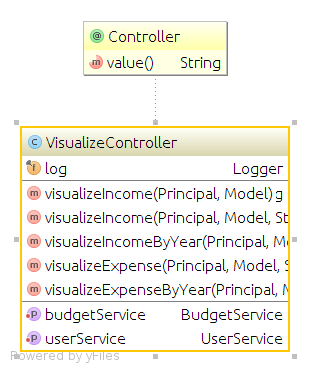 @ Controller
m value() String
C VisualizeController
f log Logger
m visualizeIncome(Principal, Model) g
m visualizeIncome(Principal, Model, St
m visualizeIncomeByYear(Principal, Mo
m visualizeExpense(Principal, Model, S
m visualizeExpenseByYear(Principal, M
P budgetService BudgetService
P userService UserService
Powered by yFiles